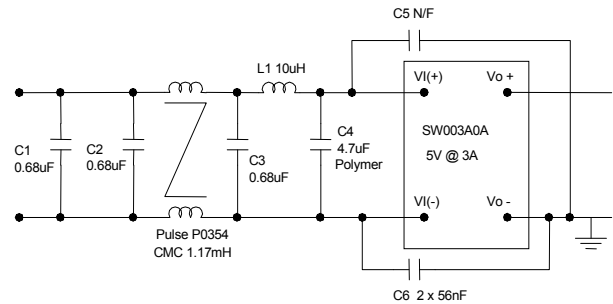 C5 N/F
L1 10uH
VI(+)
Vo +
C1
0.68uF
C2
0.68uF
C3
0.68uF
C4
4.7uF
Polymer
SW003A0A
5V @ 3A
VI(-)
Vo -
Pulse P0354
CMC 1.17mH
C6 2 x 56nF